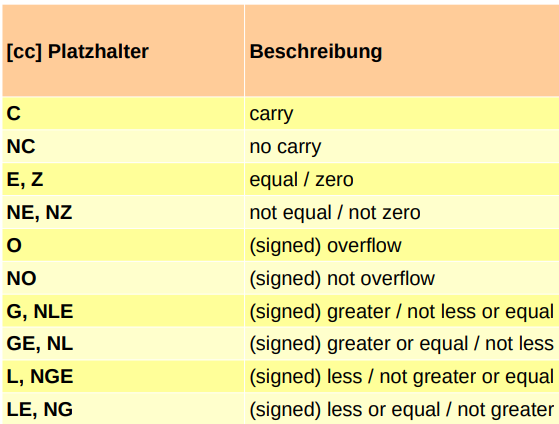 [cc] Platzhalter Beschreibung
C carry
NC no carry
E, Z equal / zero
NE, NZ not equal / not zero
O (signed) overflow
NO (signed) not overflow
G, NLE (signed) greater / not less or equal
GE, NL (signed) greater or equal / not less
L, NGE (signed) less / not greater or equal
LE, NG (signed) less or equal / not greater